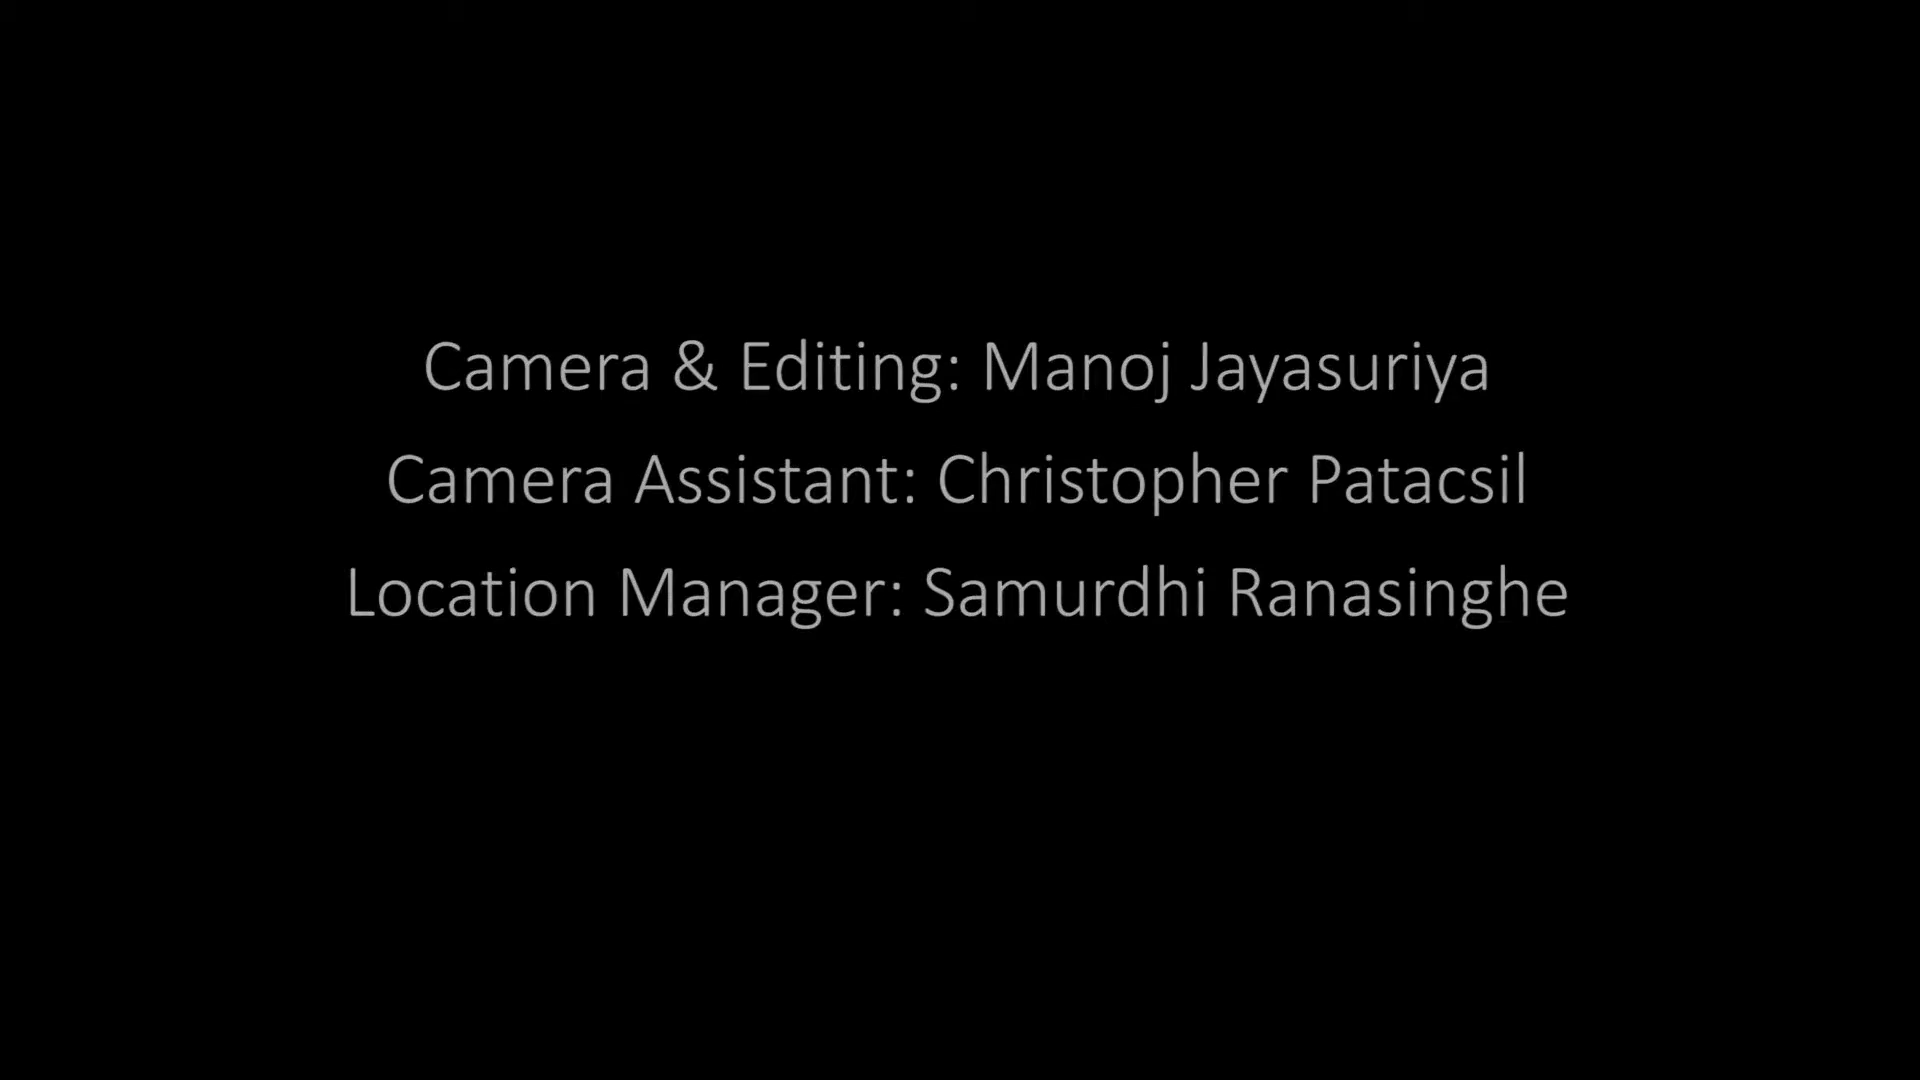 Camera & Editing: Manoj Jayasuriya
Camera Assistant: Christopher Patacsil
Location Manager: Samurdhi Ranasinghe